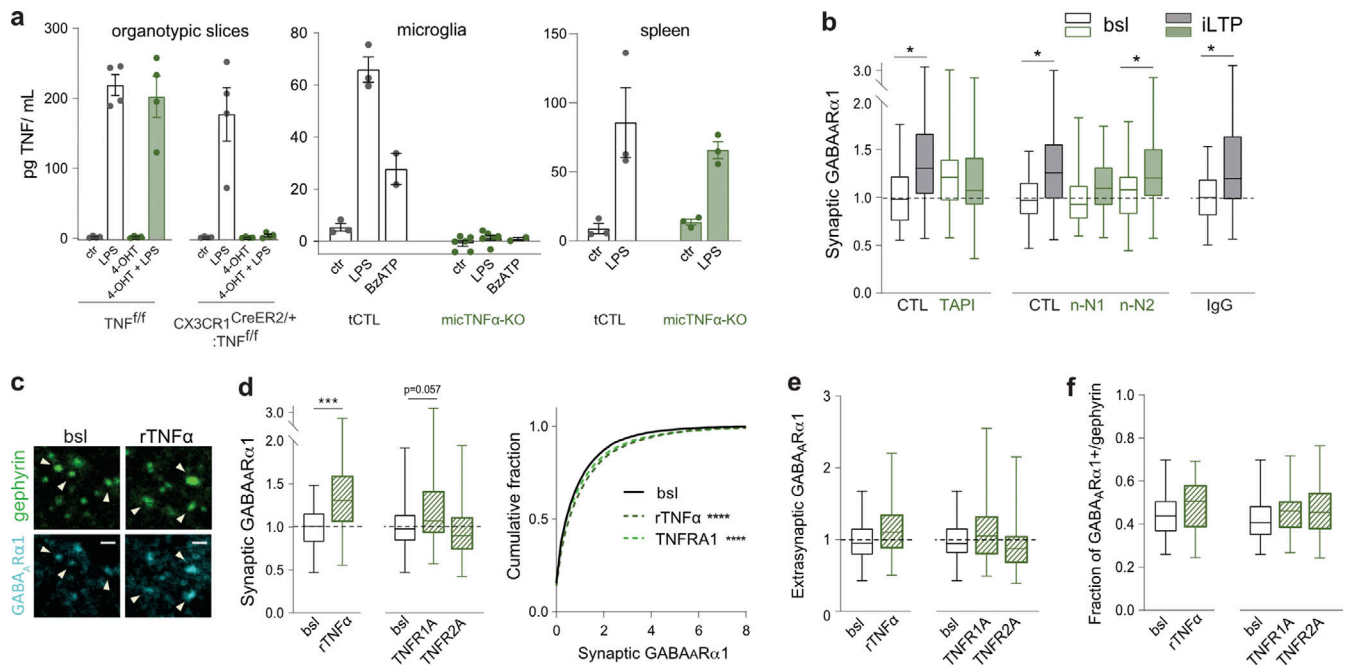 a
organotypic slices
microglia
spleen
pg TNF/ mL
300
200
100
0
80
60
40
20
0
150
100
50
0
ctr
LPS
4-OHT
4-OHT + LPS
ctr
LPS
4-OHT
4-OHT + LPS
ctr
LPS
BzATP
ctr
LPS
BzATP
ctr
LPS
ctr
LPS
TNFf/f
CX3CR1CreER2/+
:TNFf/f
tCTL
micTNFα-KO
tCTL
micTNFα-KO
b
bsl
iLTP
Synaptic GABAARα1
3.0
2.0
1.5
1.0
0.5
0.0
*
*
*
*
CTL
TAPI
CTL
n-N1
n-N2
IgG
c
bsl
rTNFα
gephyrin
GABAARα1
d
Synaptic GABAARα1
3.0
2.0
1.5
1.0
0.5
0.0
***
p=0.057
bsl
rTNFα
bsl
TNFR1A
TNFR2A
Cumulative fraction
1.0
0.5
0.0
bsl
rTNFα ****
TNFRA1 ****
0
2
4
6
8
Synaptic GABAARα1
e
Extrasynaptic GABAARα1
3
2
1
0
bsl
rTNFα
bsl
TNFR1A
TNFR2A
f
Fraction of GABAARα1+/gephyrin
1.0
0.8
0.6
0.4
0.2
0.0
bsl
rTNFα
bsl
TNFR1A
TNFR2A